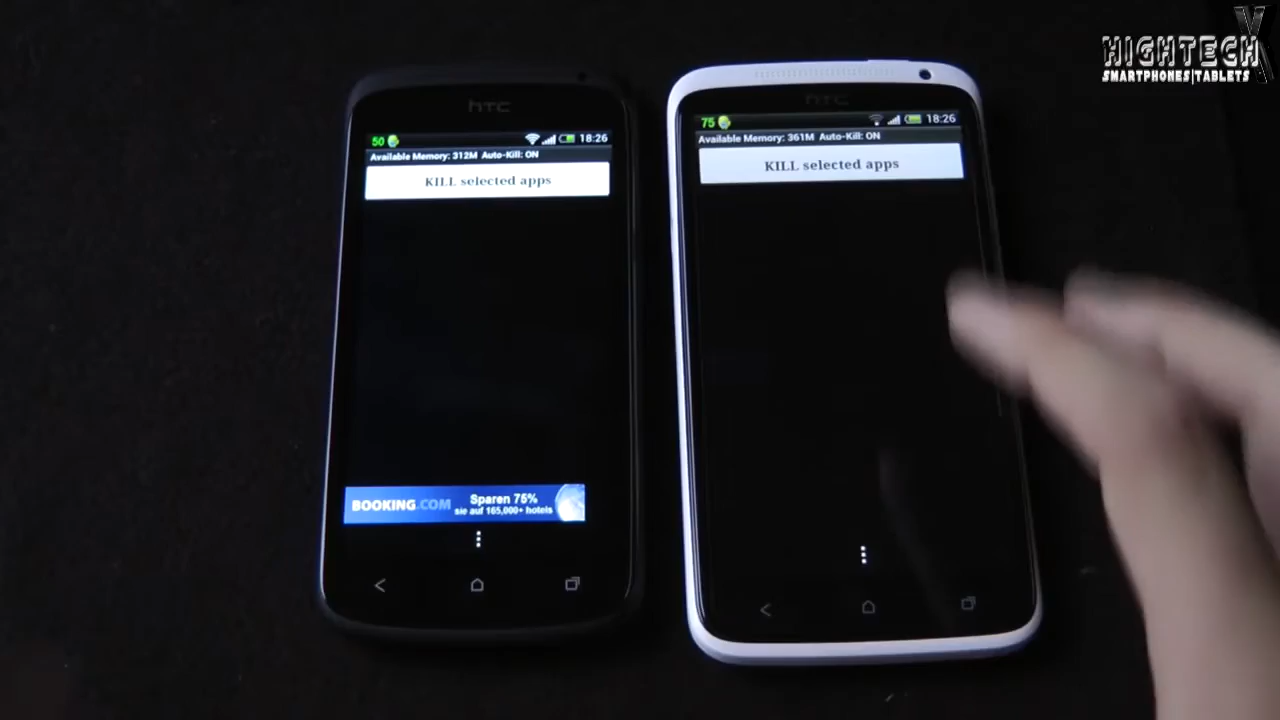 HIGHTECH X
SMARTPHONES|TABLETS
hTC
50
18:26
Available Memory: 312M Auto-Kill: ON
KILL selected apps
BOOKING.COM
Sparen 75%
sie auf 165,000+ hotels
hTC
75
18:26
Available Memory: 361M Auto-Kill: ON
KILL selected apps